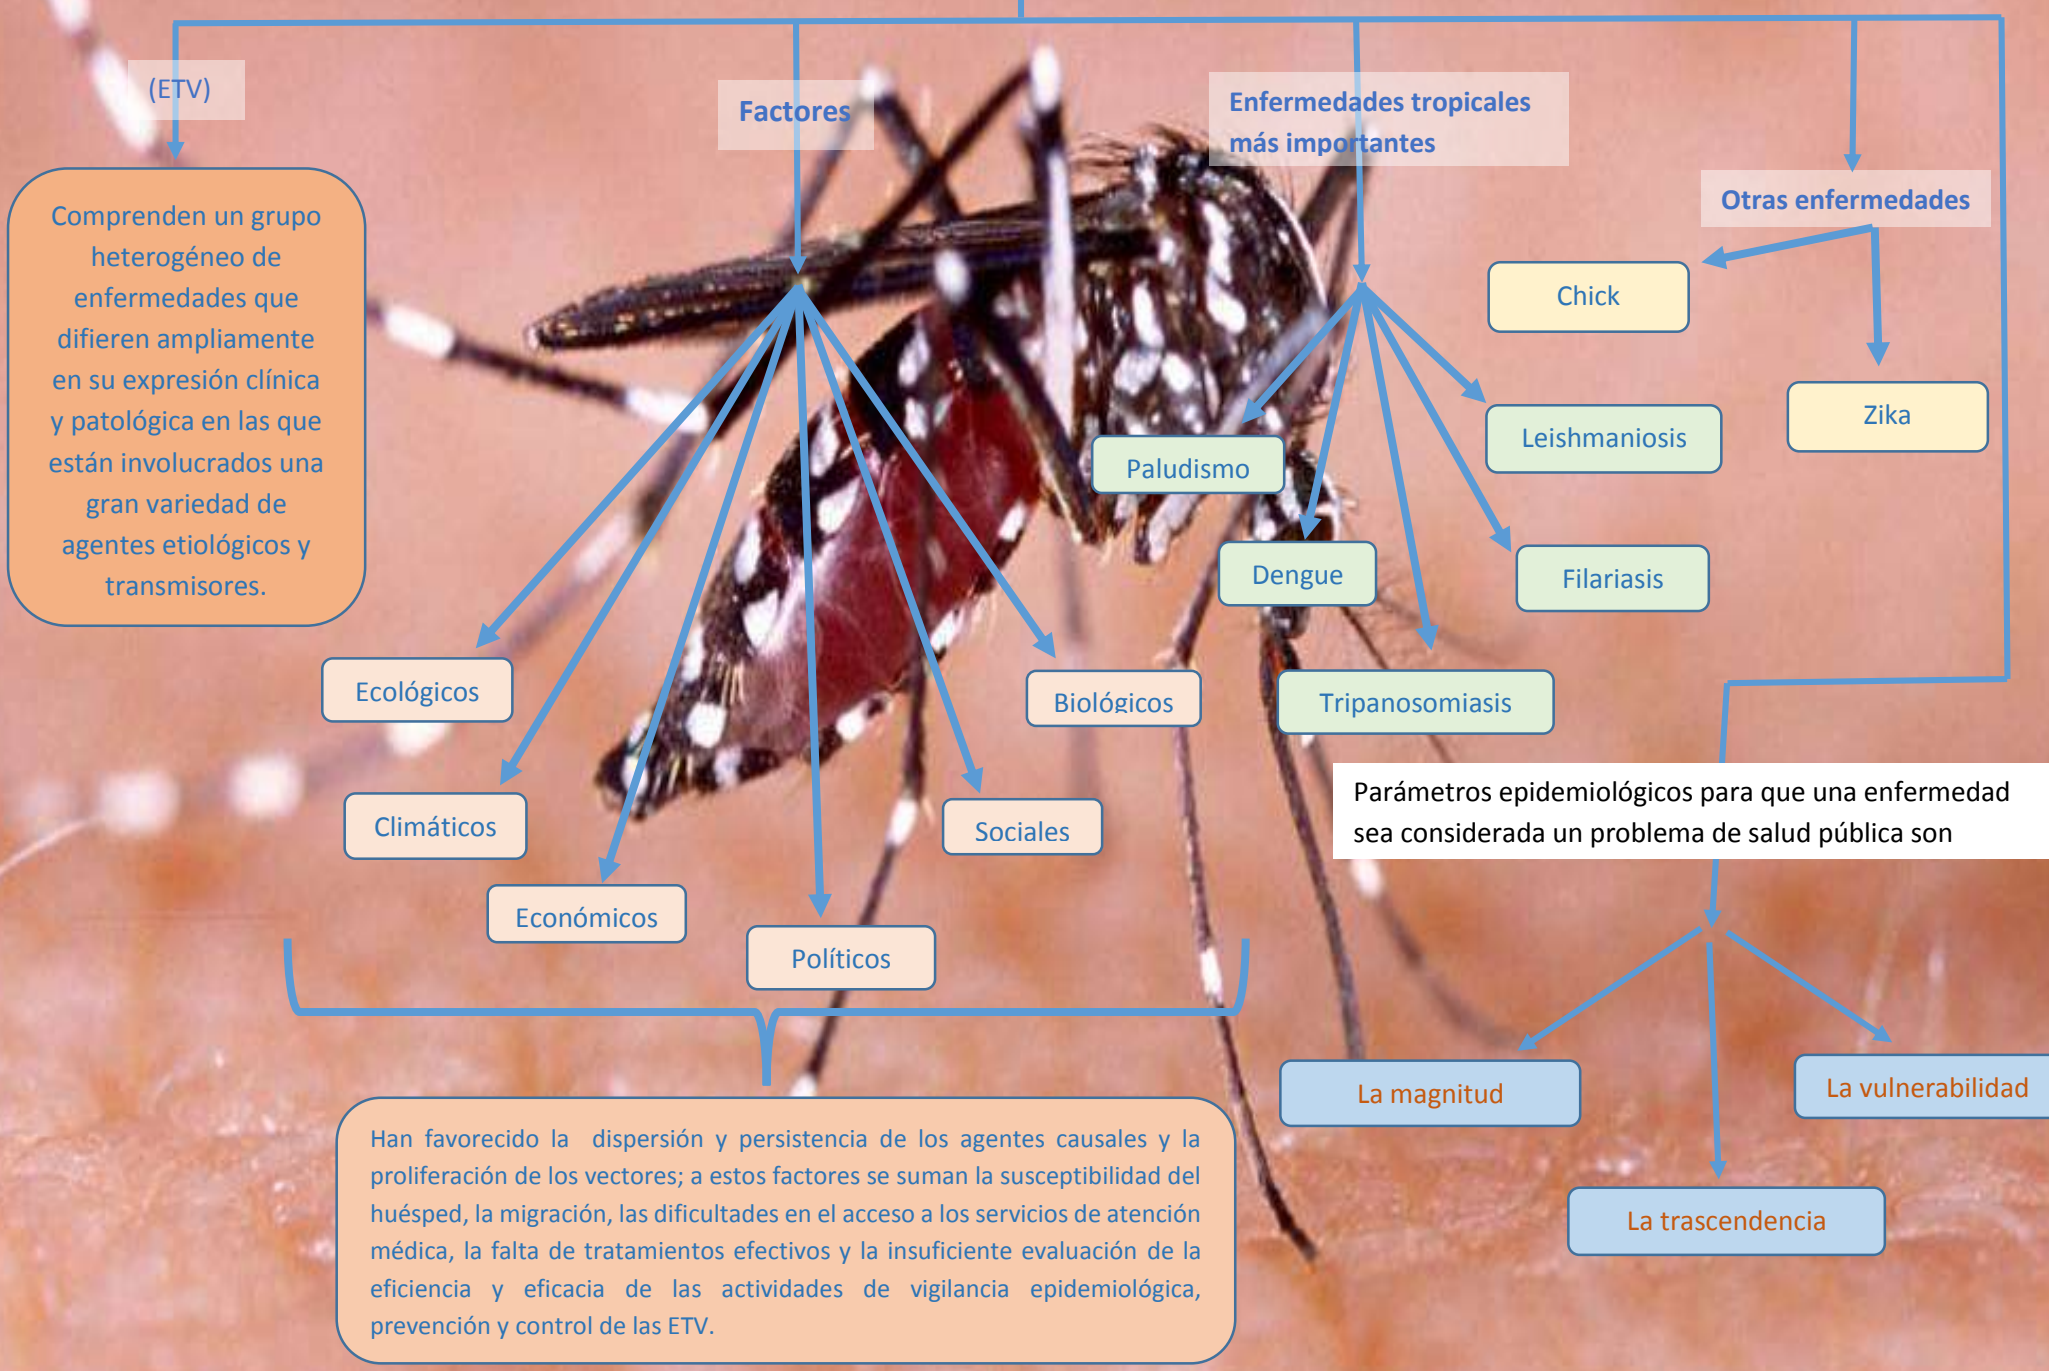 (ETV)
Comprenden un grupo
heterogéneo de
enfermedades que
difieren ampliamente
en su expresión clínica
y patológica en las que
están involucrados una
gran variedad de
agentes etiológicos y
transmisores.
Factores
Ecológicos
Climáticos
Económicos
Políticos
Sociales
Biológicos
Han favorecido la dispersión y persistencia de los agentes causales y la
proliferación de los vectores; a estos factores se suman la susceptibilidad del
huésped, la migración, las dificultades en el acceso a los servicios de atención
médica, la falta de tratamientos efectivos y la insuficiente evaluación de la
eficiencia y eficacia de las actividades de vigilancia epidemiológica,
prevención y control de las ETV.
Enfermedades tropicales
más importantes
Paludismo
Dengue
Tripanosomiasis
Filariasis
Leishmaniosis
Otras enfermedades
Chick
Zika
Parámetros epidemiológicos para que una enfermedad
sea considerada un problema de salud pública son
La magnitud
La trascendencia
La vulnerabilidad